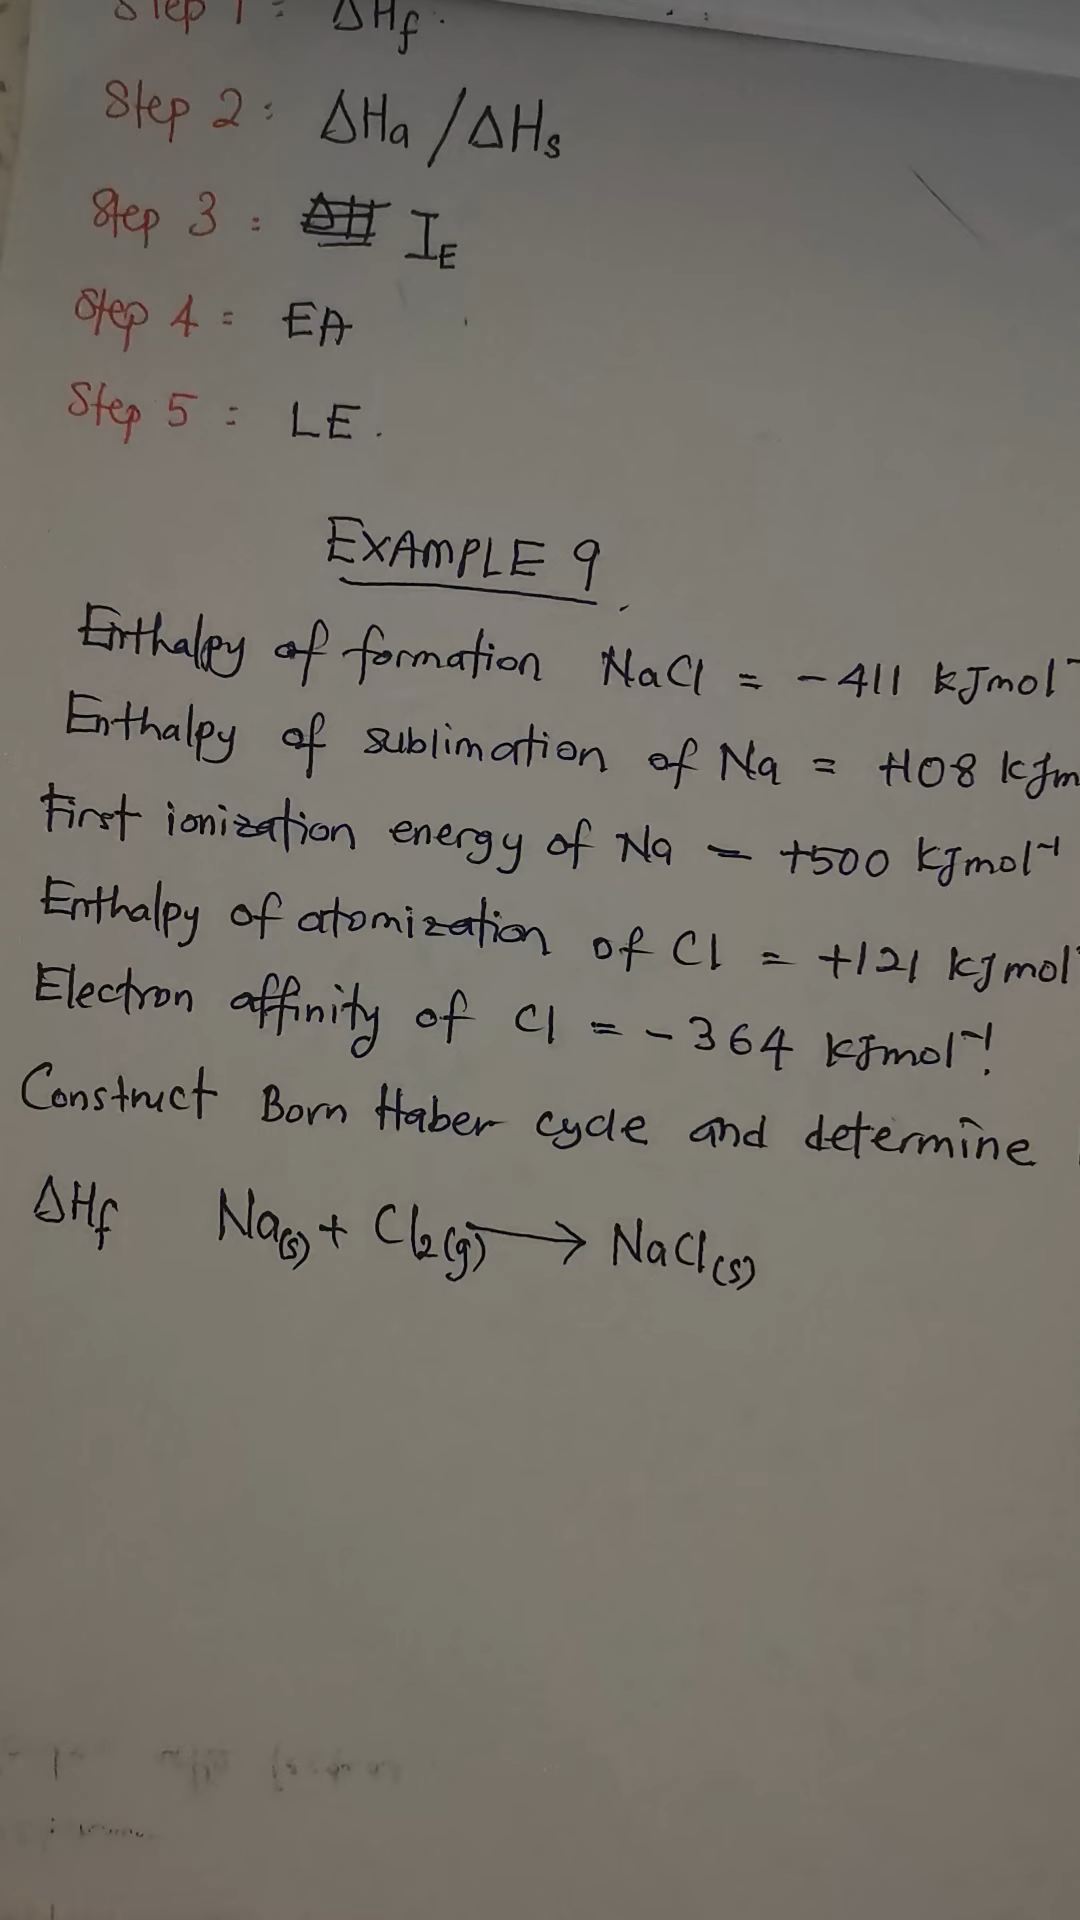 Step 1: ΔHf.
Step 2: ΔHa/ΔHs
Step 3: IE
Step 4: EA
Step 5: LE.
EXAMPLE 9
Enthalpy of formation NaCl = -411 kJmol⁻
Enthalpy of sublimation of Na = +108 kJm
First ionization energy of Na = +500 kJmol⁻¹
Enthalpy of atomization of Cl = +121 kJmol⁻
Electron affinity of Cl = -364 kJmol⁻¹.
Construct Born Haber cycle and determine
ΔHf Na(s) + Cl₂(g) → NaCl(s)